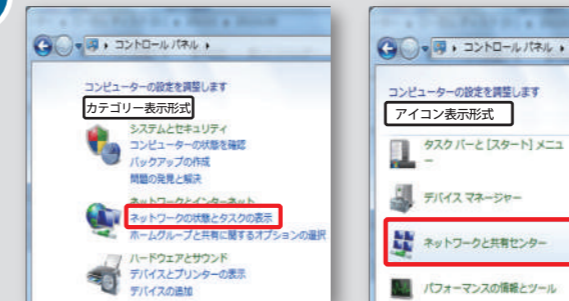 コントロール パネル
コンピューターの設定を調整します
カテゴリー表示形式
システムとセキュリティ
コンピューターの状態を確認
バックアップの作成
問題の発見と解決
ネットワークとインターネット
ネットワークの状態とタスクの表示
ホームグループと共有に関するオプションの選択
ハードウェアとサウンド
デバイスとプリンターの表示
デバイスの追加
コントロール パネル
コンピューターの設定を調整します
アイコン表示形式
タスク バーと [スタート] メニュー
デバイス マネージャー
ネットワークと共有センター
パフォーマンスの情報とツール